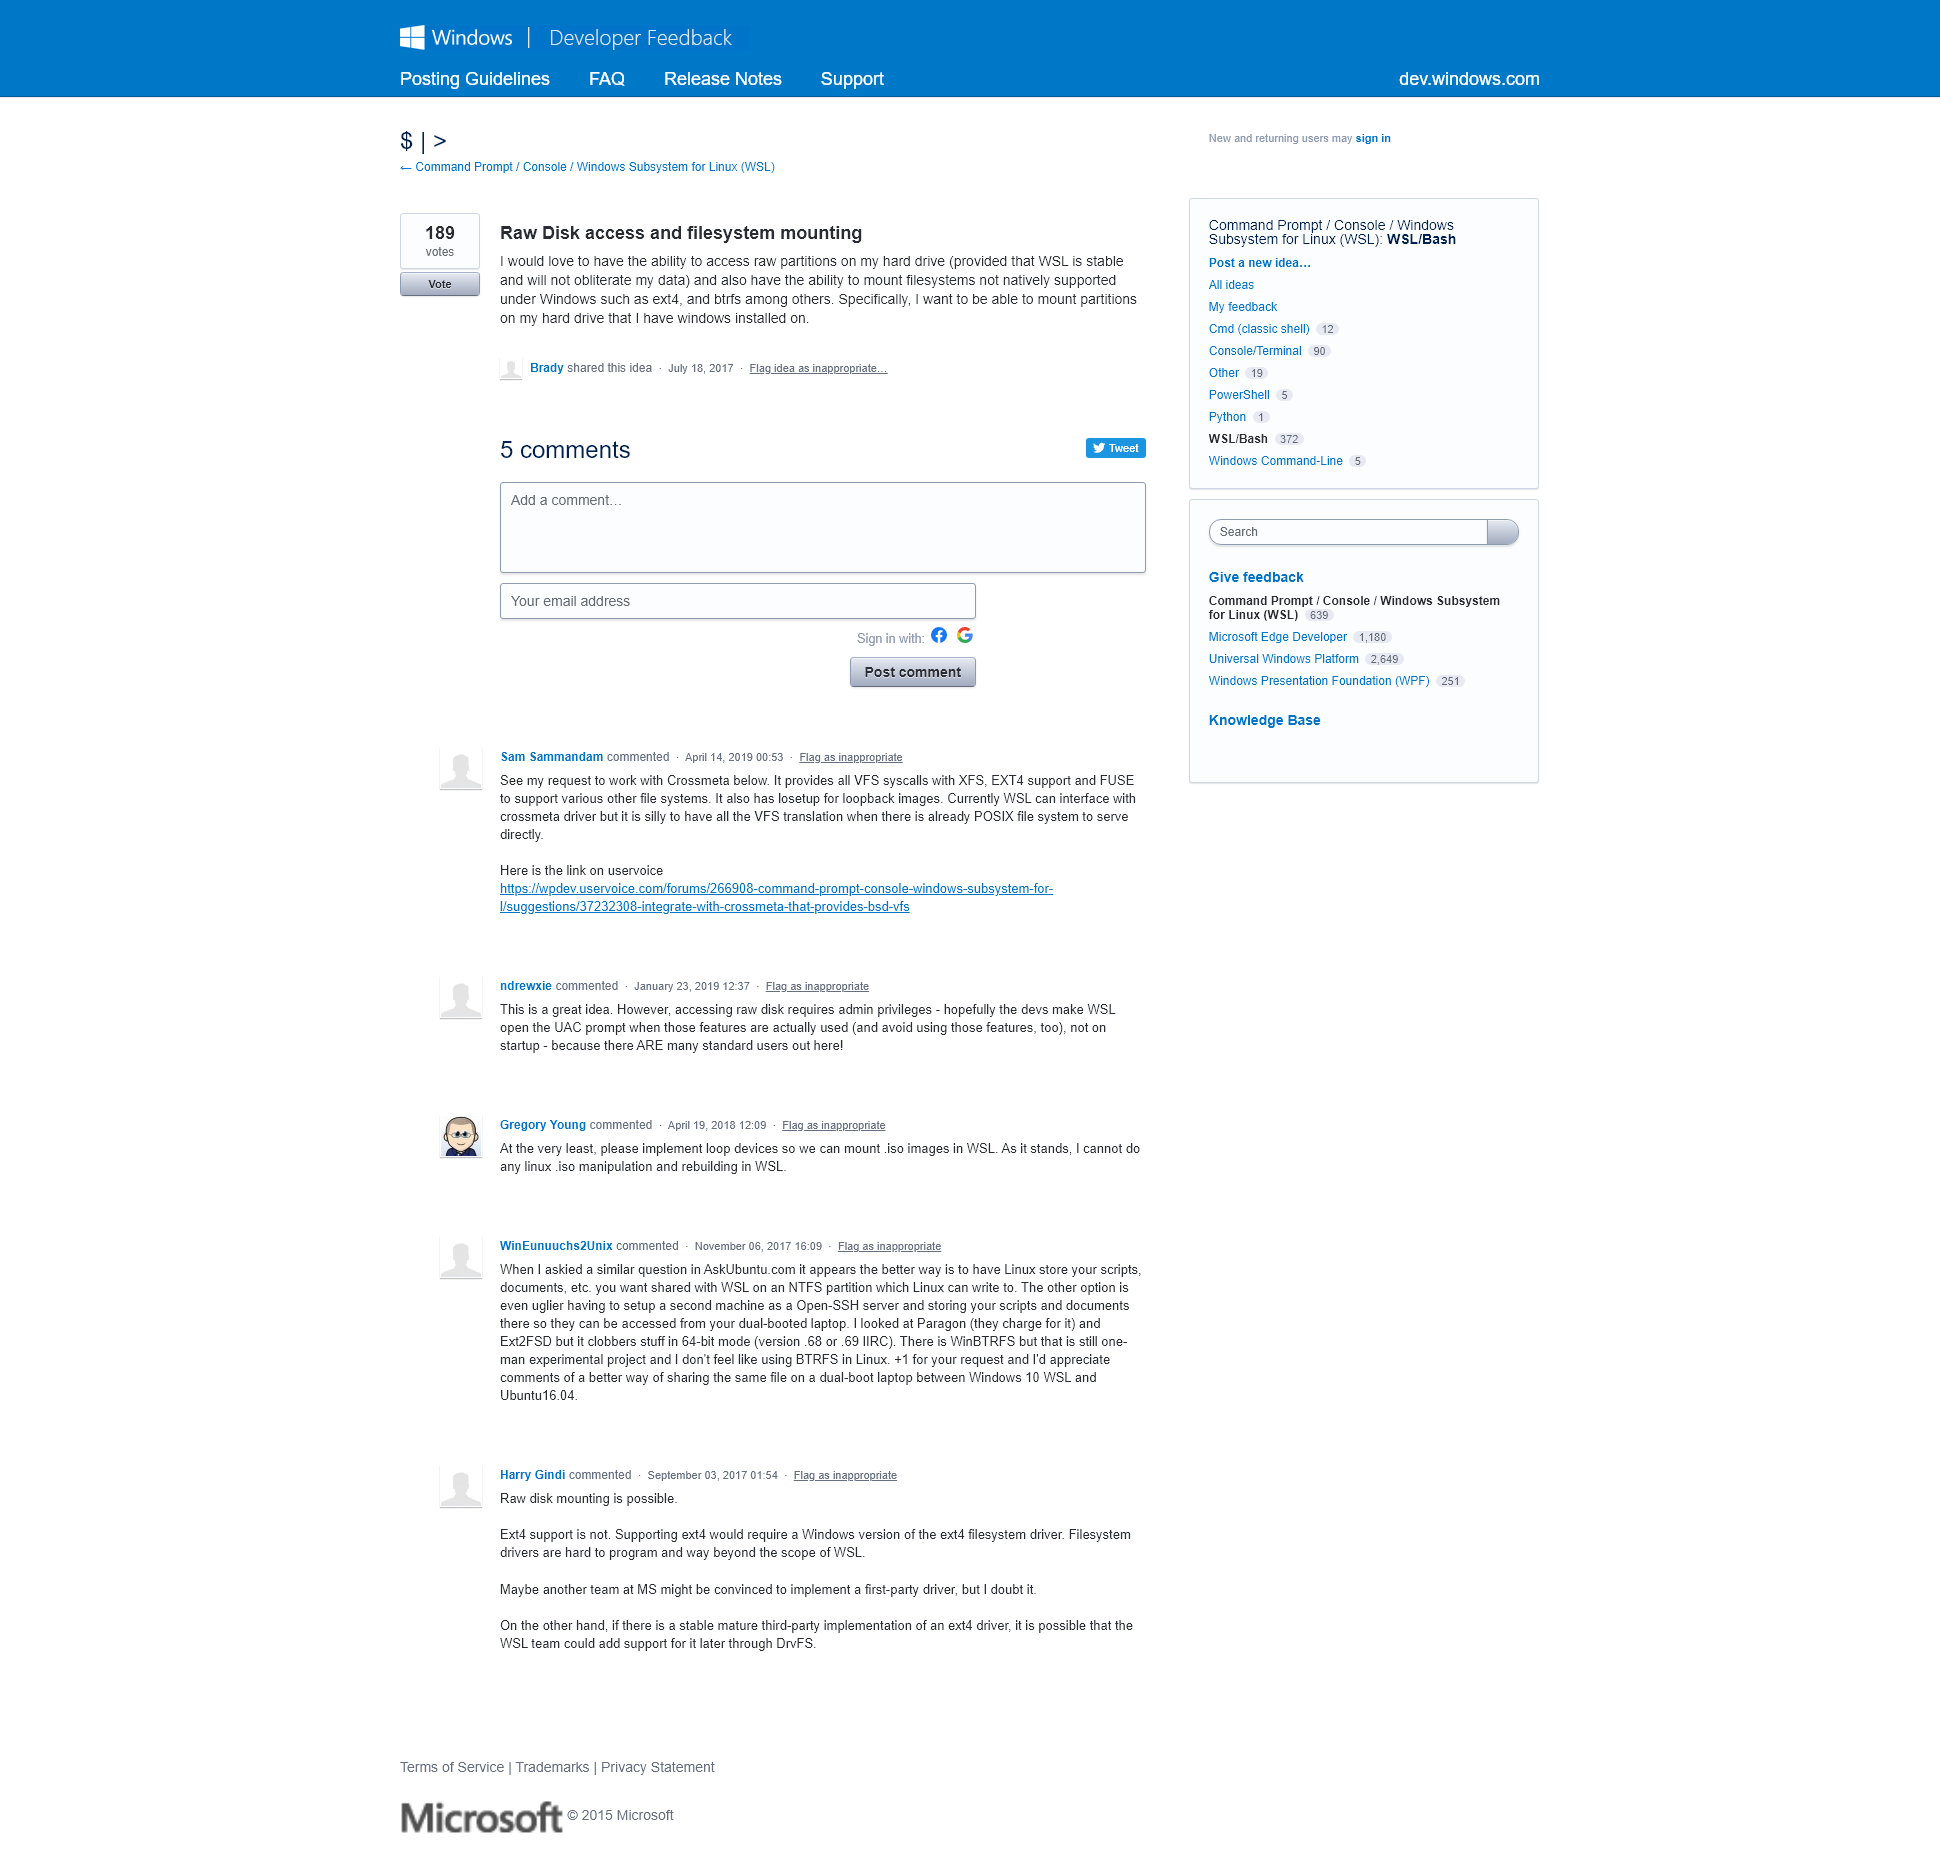 Windows | Developer Feedback
Posting Guidelines FAQ Release Notes Support dev.windows.com
$ | >
← Command Prompt / Console / Windows Subsystem for Linux (WSL)
New and returning users may sign in
189
votes
Vote
Raw Disk access and filesystem mounting
I would love to have the ability to access raw partitions on my hard drive (provided that WSL is stable
and will not obliterate my data) and also have the ability to mount filesystems not natively supported
under Windows such as ext4, and btrfs among others. Specifically, I want to be able to mount partitions
on my hard drive that I have windows installed on.
Brady shared this idea · July 18, 2017 · Flag idea as inappropriate…
5 comments
Tweet
Add a comment…
Your email address
Sign in with:
Post comment
Sam Sammandam commented · April 14, 2019 00:53 · Flag as inappropriate
See my request to work with Crossmeta below. It provides all VFS syscalls with XFS, EXT4 support and FUSE
to support various other file systems. It also has losetup for loopback images. Currently WSL can interface with
crossmeta driver but it is silly to have all the VFS translation when there is already POSIX file system to serve
directly.
Here is the link on uservoice
https://wpdev.uservoice.com/forums/266908-command-prompt-console-windows-subsystem-for-
l/suggestions/37232308-integrate-with-crossmeta-that-provides-bsd-vfs
ndrewxie commented · January 23, 2019 12:37 · Flag as inappropriate
This is a great idea. However, accessing raw disk requires admin privileges - hopefully the devs make WSL
open the UAC prompt when those features are actually used (and avoid using those features, too), not on
startup - because there ARE many standard users out here!
Gregory Young commented · April 19, 2018 12:09 · Flag as inappropriate
At the very least, please implement loop devices so we can mount .iso images in WSL. As it stands, I cannot do
any linux .iso manipulation and rebuilding in WSL.
WinEunuuchs2Unix commented · November 06, 2017 16:09 · Flag as inappropriate
When I askied a similar question in AskUbuntu.com it appears the better way is to have Linux store your scripts,
documents, etc. you want shared with WSL on an NTFS partition which Linux can write to. The other option is
even uglier having to setup a second machine as a Open-SSH server and storing your scripts and documents
there so they can be accessed from your dual-booted laptop. I looked at Paragon (they charge for it) and
Ext2FSD but it clobbers stuff in 64-bit mode (version .68 or .69 IIRC). There is WinBTRFS but that is still one-
man experimental project and I don't feel like using BTRFS in Linux. +1 for your request and I'd appreciate
comments of a better way of sharing the same file on a dual-boot laptop between Windows 10 WSL and
Ubuntu16.04.
Harry Gindi commented · September 03, 2017 01:54 · Flag as inappropriate
Raw disk mounting is possible.
Ext4 support is not. Supporting ext4 would require a Windows version of the ext4 filesystem driver. Filesystem
drivers are hard to program and way beyond the scope of WSL.
Maybe another team at MS might be convinced to implement a first-party driver, but I doubt it.
On the other hand, if there is a stable mature third-party implementation of an ext4 driver, it is possible that the
WSL team could add support for it later through DrvFS.
Command Prompt / Console / Windows
Subsystem for Linux (WSL): WSL/Bash
Post a new idea…
All ideas
My feedback
Cmd (classic shell) 12
Console/Terminal 90
Other 19
PowerShell 5
Python 1
WSL/Bash 372
Windows Command-Line 5
Search
Give feedback
Command Prompt / Console / Windows Subsystem
for Linux (WSL) 639
Microsoft Edge Developer 1,180
Universal Windows Platform 2,649
Windows Presentation Foundation (WPF) 251
Knowledge Base
Terms of Service | Trademarks | Privacy Statement
Microsoft © 2015 Microsoft